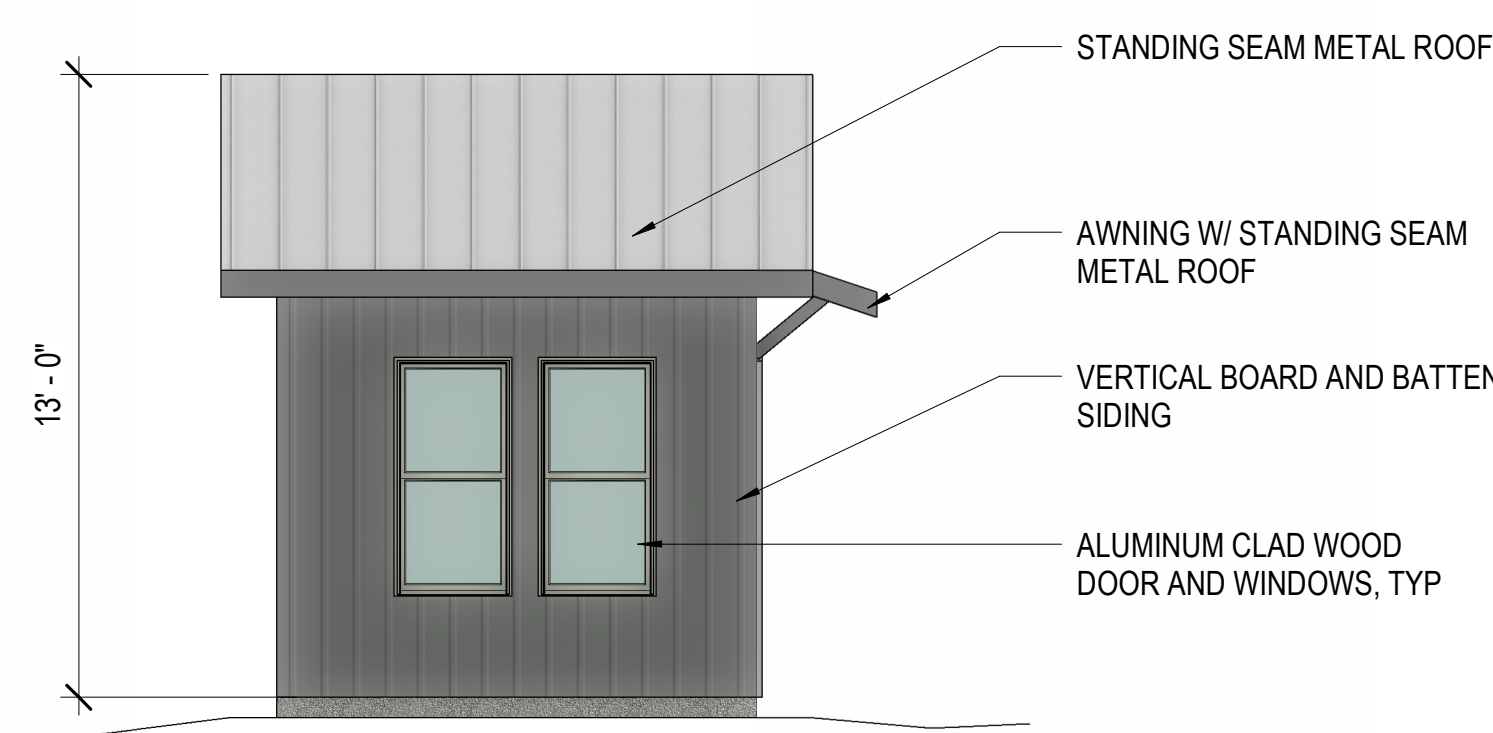 STANDING SEAM METAL ROOF
AWNING W/ STANDING SEAM
METAL ROOF
13' - 0"
VERTICAL BOARD AND BATTEN
SIDING
ALUMINUM CLAD WOOD
DOOR AND WINDOWS, TYP